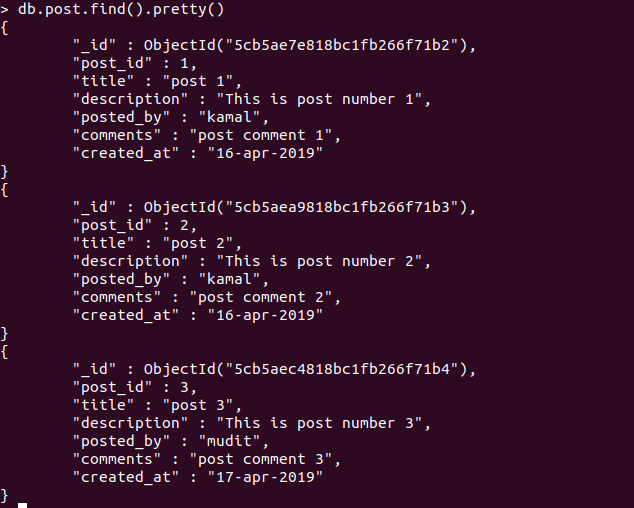 > db.post.find().pretty()
{
"_id" : ObjectId("5cb5ae7e818bc1fb266f71b2"),
"post_id" : 1,
"title" : "post 1",
"description" : "This is post number 1",
"posted_by" : "kamal",
"comments" : "post comment 1",
"created_at" : "16-apr-2019"
}
{
"_id" : ObjectId("5cb5aea9818bc1fb266f71b3"),
"post_id" : 2,
"title" : "post 2",
"description" : "This is post number 2",
"posted_by" : "kamal",
"comments" : "post comment 2",
"created_at" : "16-apr-2019"
}
{
"_id" : ObjectId("5cb5aec4818bc1fb266f71b4"),
"post_id" : 3,
"title" : "post 3",
"description" : "This is post number 3",
"posted_by" : "mudit",
"comments" : "post comment 3",
"created_at" : "17-apr-2019"
}